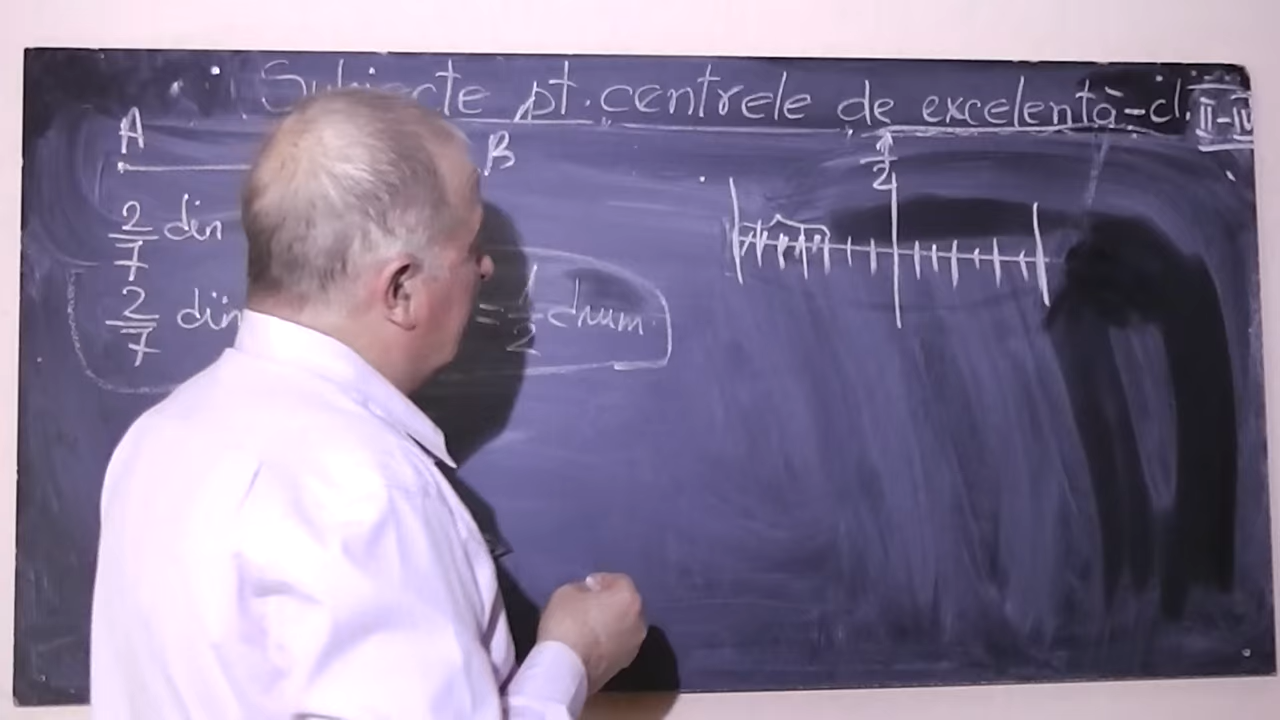 Subiecte pt. centrele de excelență-cl. II-IV
A
B
2/7 din
2/7 din = 1/2 drum.
1/2